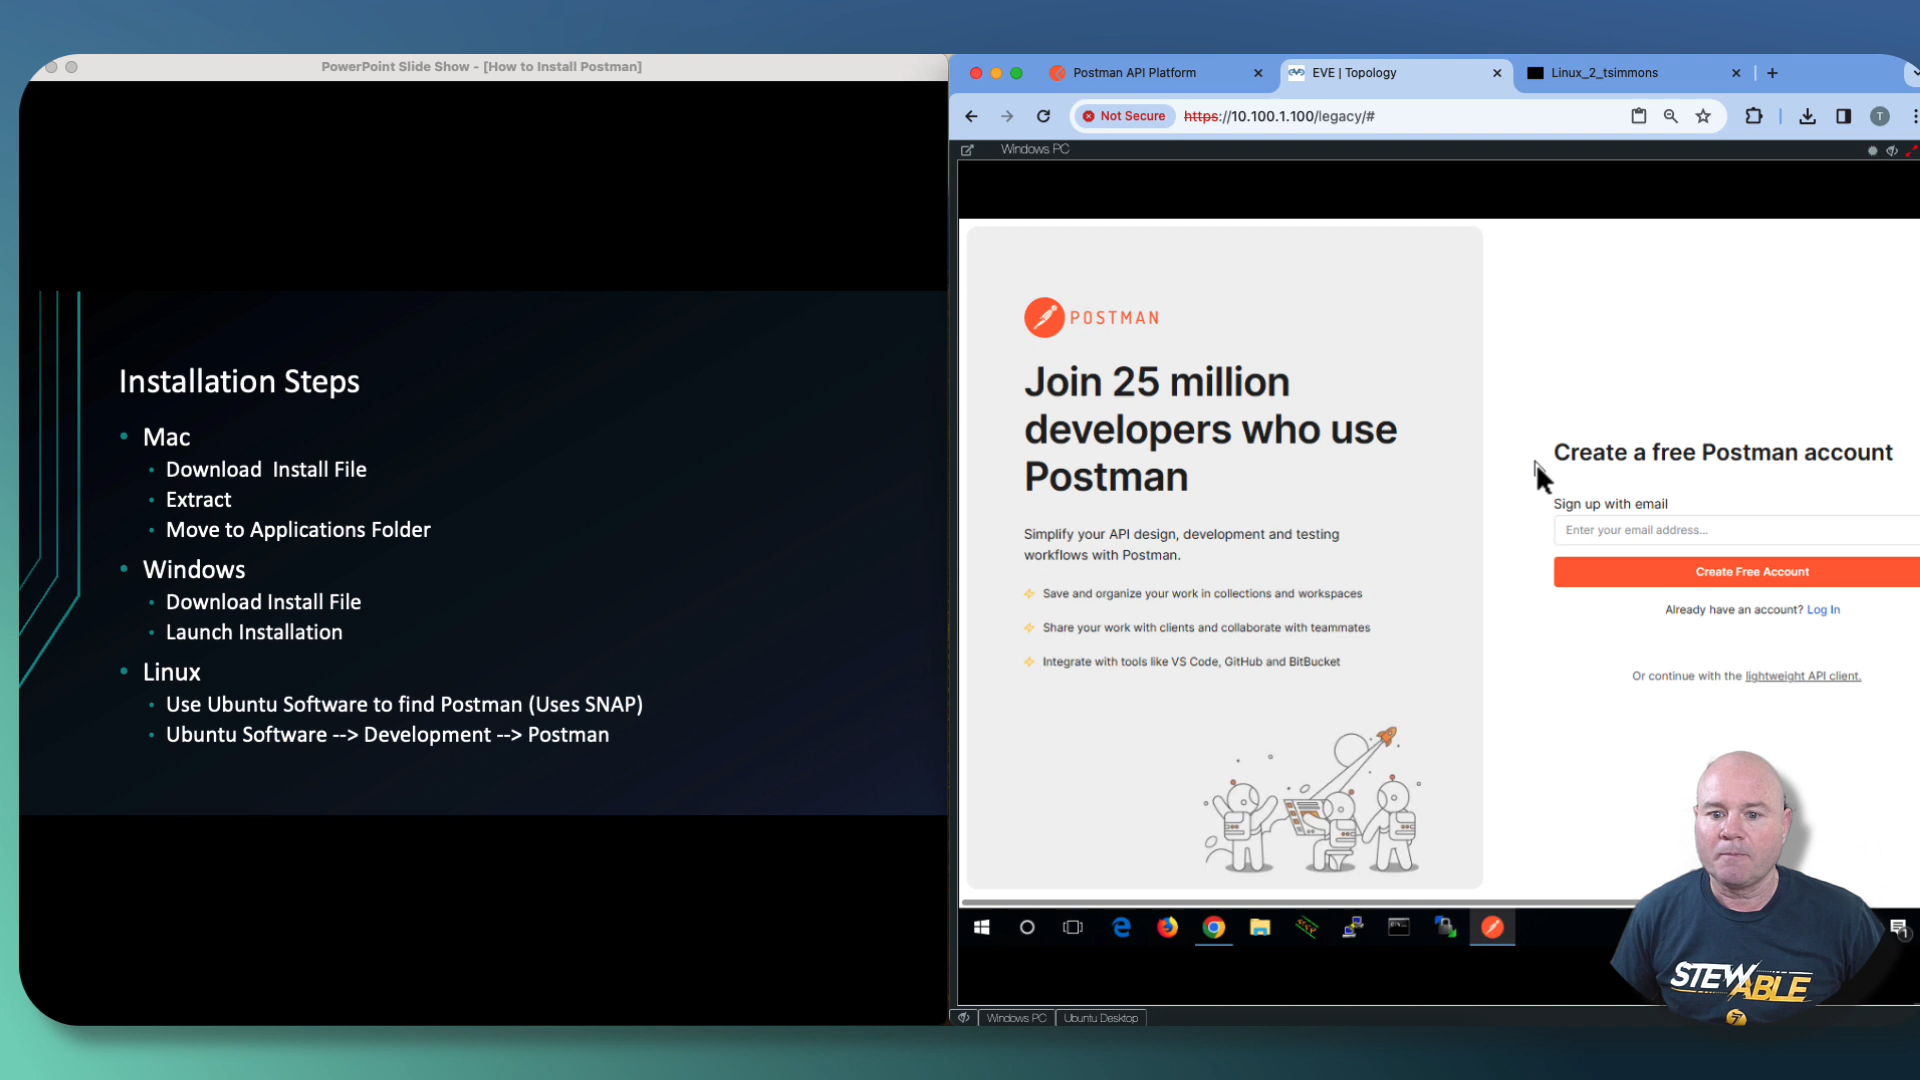 PowerPoint Slide Show - [How to Install Postman]
Installation Steps
• Mac
• Download Install File
• Extract
• Move to Applications Folder
• Windows
• Download Install File
• Launch Installation
• Linux
• Use Ubuntu Software to find Postman (Uses SNAP)
• Ubuntu Software --> Development --> Postman
Postman API Platform
EVE | Topology
Linux_2_tsimmons
Not Secure https://10.100.1.100/legacy/#
T
Windows PC
POSTMAN
Join 25 million
developers who use
Postman
Simplify your API design, development and testing
workflows with Postman.
Save and organize your work in collections and workspaces
Share your work with clients and collaborate with teammates
Integrate with tools like VS Code, GitHub and BitBucket
Create a free Postman account
Sign up with email
Enter your email address...
Create Free Account
Already have an account? Log In
Or continue with the lightweight API client.
STEWABLE
7
1
Windows PC
Ubuntu Desktop